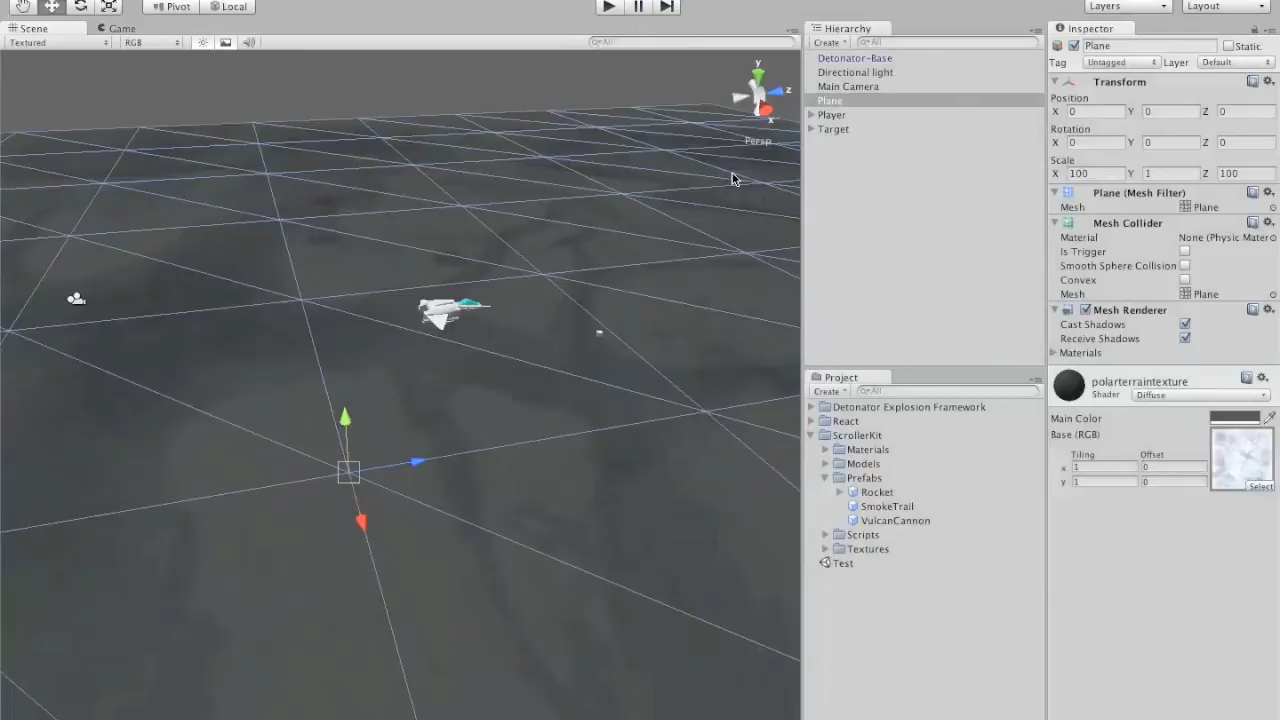 Pivot
Local
Layers
Layout
Scene
Game
Textured
RGB
All
y
z
x
Persp
Hierarchy
Create
All
Detonator-Base
Directional light
Main Camera
Plane
Player
Target
Project
Create
All
Detonator Explosion Framework
React
ScrollerKit
Materials
Models
Prefabs
Rocket
SmokeTrail
VulcanCannon
Scripts
Textures
Test
Inspector
Plane
Static
Tag Untagged Layer Default
Transform
Position
X 0 Y 0 Z 0
Rotation
X 0 Y 0 Z 0
Scale
X 100 Y 1 Z 100
Plane (Mesh Filter)
Mesh Plane
Mesh Collider
Material None (Physic Mater
Is Trigger
Smooth Sphere Collision
Convex
Mesh Plane
Mesh Renderer
Cast Shadows
Receive Shadows
Materials
polarterraintexture
Shader Diffuse
Main Color
Base (RGB)
Tiling Offset
x 1 0
y 1 0
Select